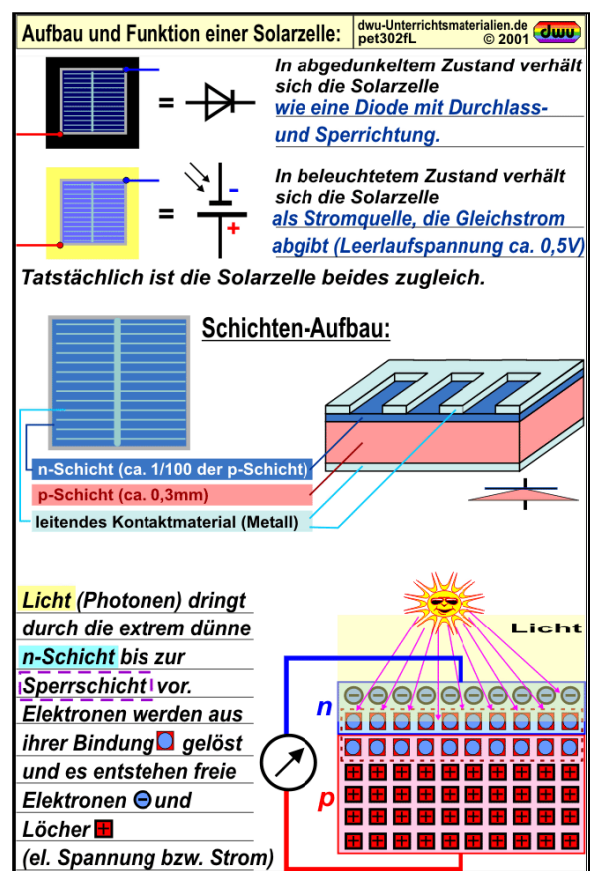 Aufbau und Funktion einer Solarzelle:
dwu-Unterrichtsmaterialien.de
pet302fL © 2001
dwu
In abgedunkeltem Zustand verhält
sich die Solarzelle
wie eine Diode mit Durchlass-
und Sperrichtung.
=
In beleuchtetem Zustand verhält
sich die Solarzelle
als Stromquelle, die Gleichstrom
abgibt (Leerlaufspannung ca. 0,5V)
=
-
+
Tatstächlich ist die Solarzelle beides zugleich.
Schichten-Aufbau:
n-Schicht (ca. 1/100 der p-Schicht)
p-Schicht (ca. 0,3mm)
leitendes Kontaktmaterial (Metall)
Licht (Photonen) dringt
durch die extrem dünne
n-Schicht bis zur
Sperrschicht vor.
Elektronen werden aus
ihrer Bindung gelöst
und es entstehen freie
Elektronen und
Löcher
(el. Spannung bzw. Strom)
Licht
n
p